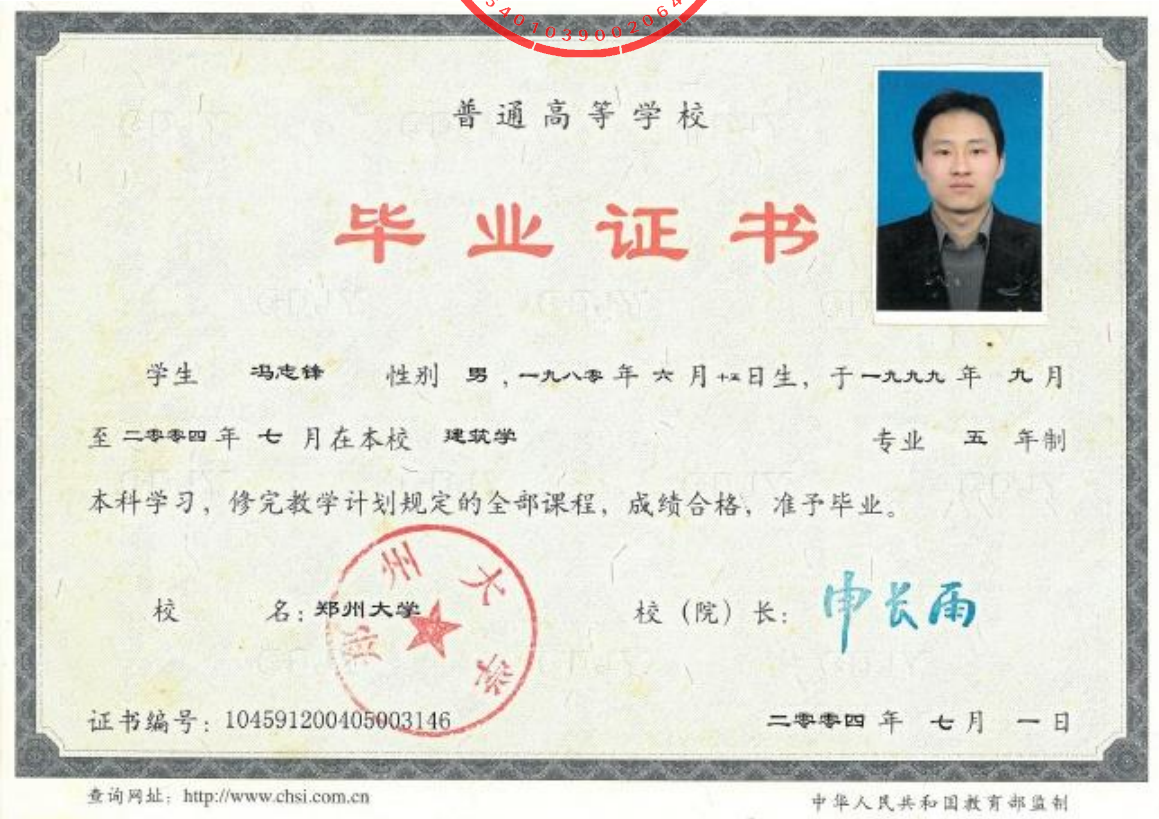 5401039002064
普通高等学校
毕业证书
学生 冯志锋 性别 男，一九八零年 六 月十五日生，于一九九九年 九月
至二零零四年 七 月在本校 建筑学 专业 五 年制
本科学习，修完教学计划规定的全部课程，成绩合格，准予毕业。
校 名：郑州大学 校（院）长：申长雨
郑州大学
证书编号：104591200405003146 二零零四年 七月 一日
查询网址：http://www.chsi.com.cn 中华人民共和国教育部监制